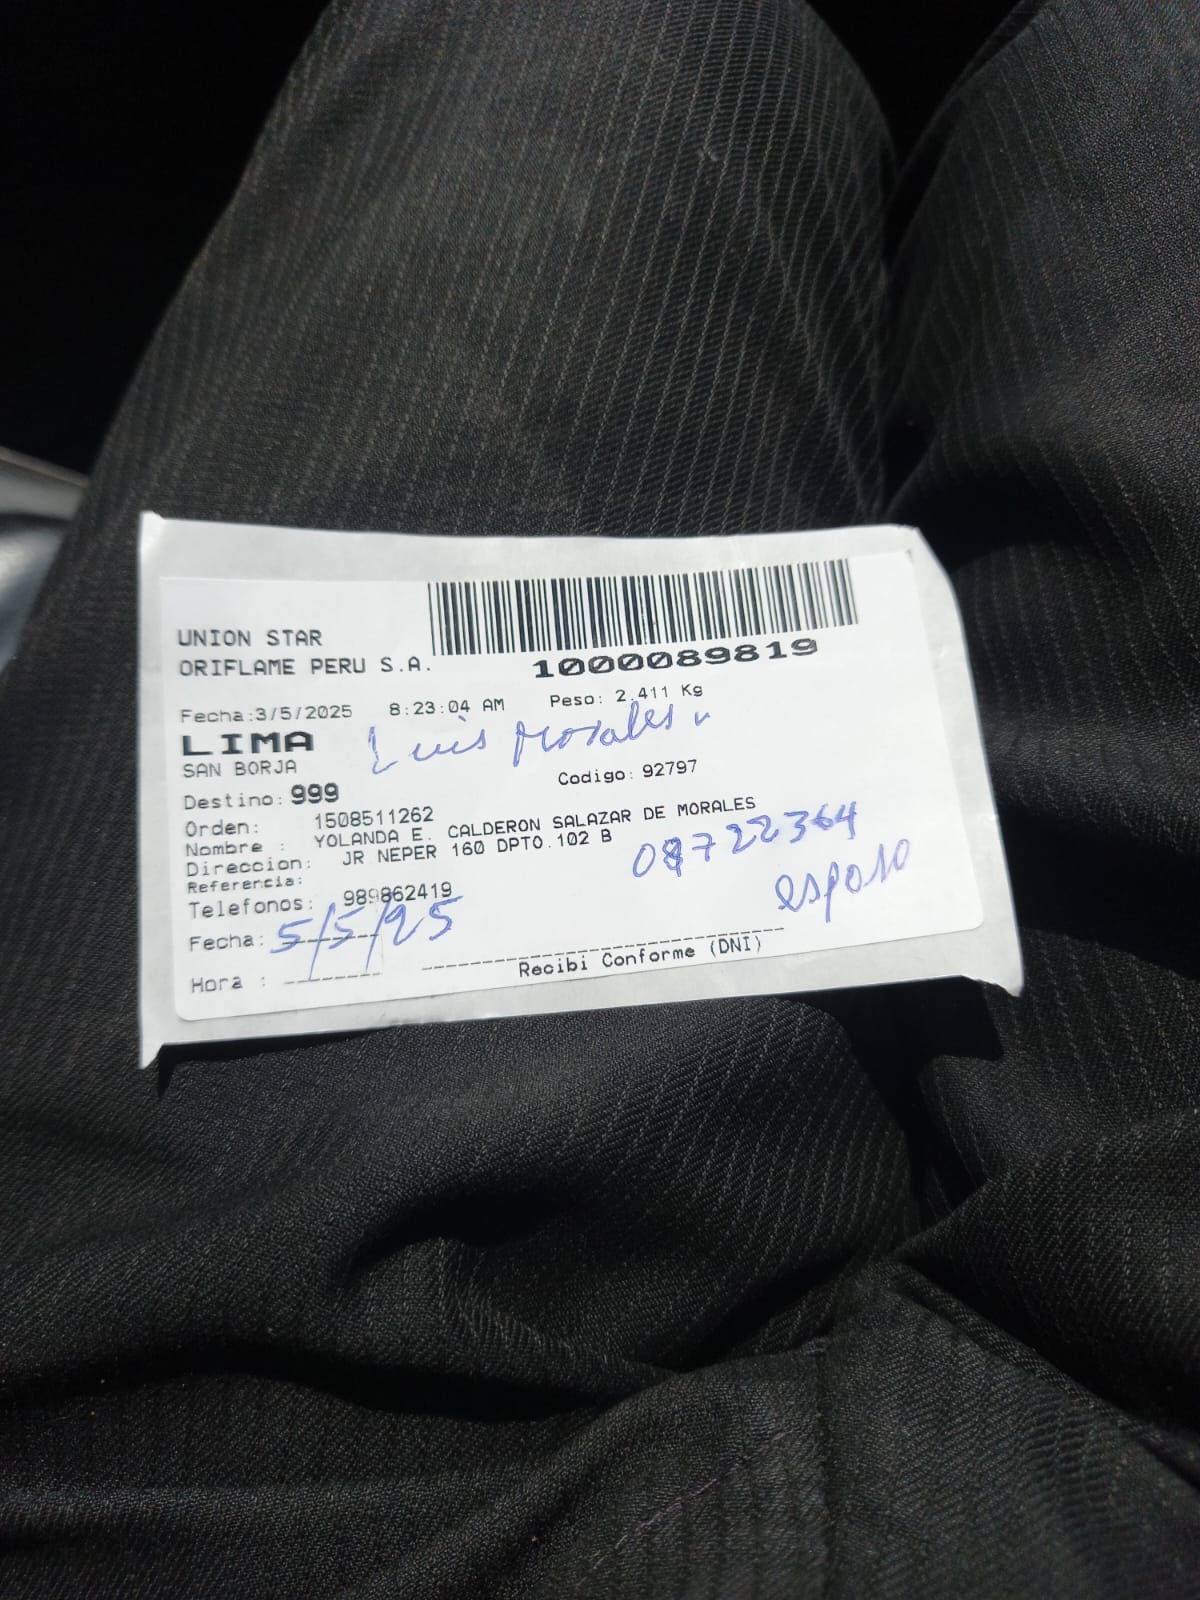 UNION STAR
ORIFLAME PERU S.A.
1000089819
Fecha:3/5/2025 8:23:04 AM Peso: 2.411 Kg
LIMA
Luis Morales v
SAN BORJA
Codigo: 92797
Destino: 999
Orden: 1508511262
Nombre : YOLANDA E. CALDERON SALAZAR DE MORALES
Direccion: JR NEPER 160 DPTO.102 B
08722364
Referencia:
Telefonos: 989862419
esposo
Fecha: 5/5/25
Hora :
Recibi Conforme (DNI)